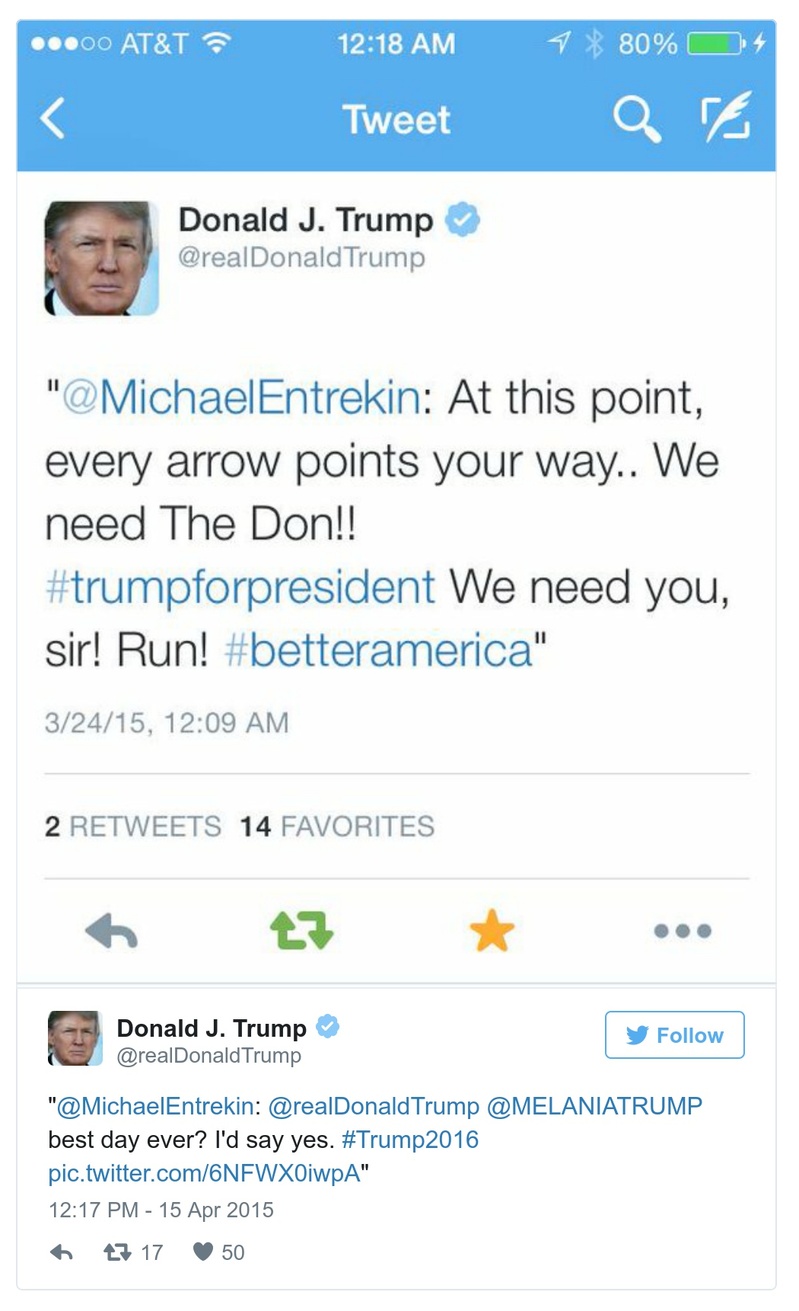 AT&T 12:18 AM 80%
Tweet
Donald J. Trump
@realDonaldTrump
"@MichaelEntrekin: At this point,
every arrow points your way.. We
need The Don!!
#trumpforpresident We need you,
sir! Run! #betteramerica"
3/24/15, 12:09 AM
2 RETWEETS 14 FAVORITES
Donald J. Trump
@realDonaldTrump
Follow
"@MichaelEntrekin: @realDonaldTrump @MELANIATRUMP
best day ever? I'd say yes. #Trump2016
pic.twitter.com/6NFWX0iwpA"
12:17 PM - 15 Apr 2015
17 50